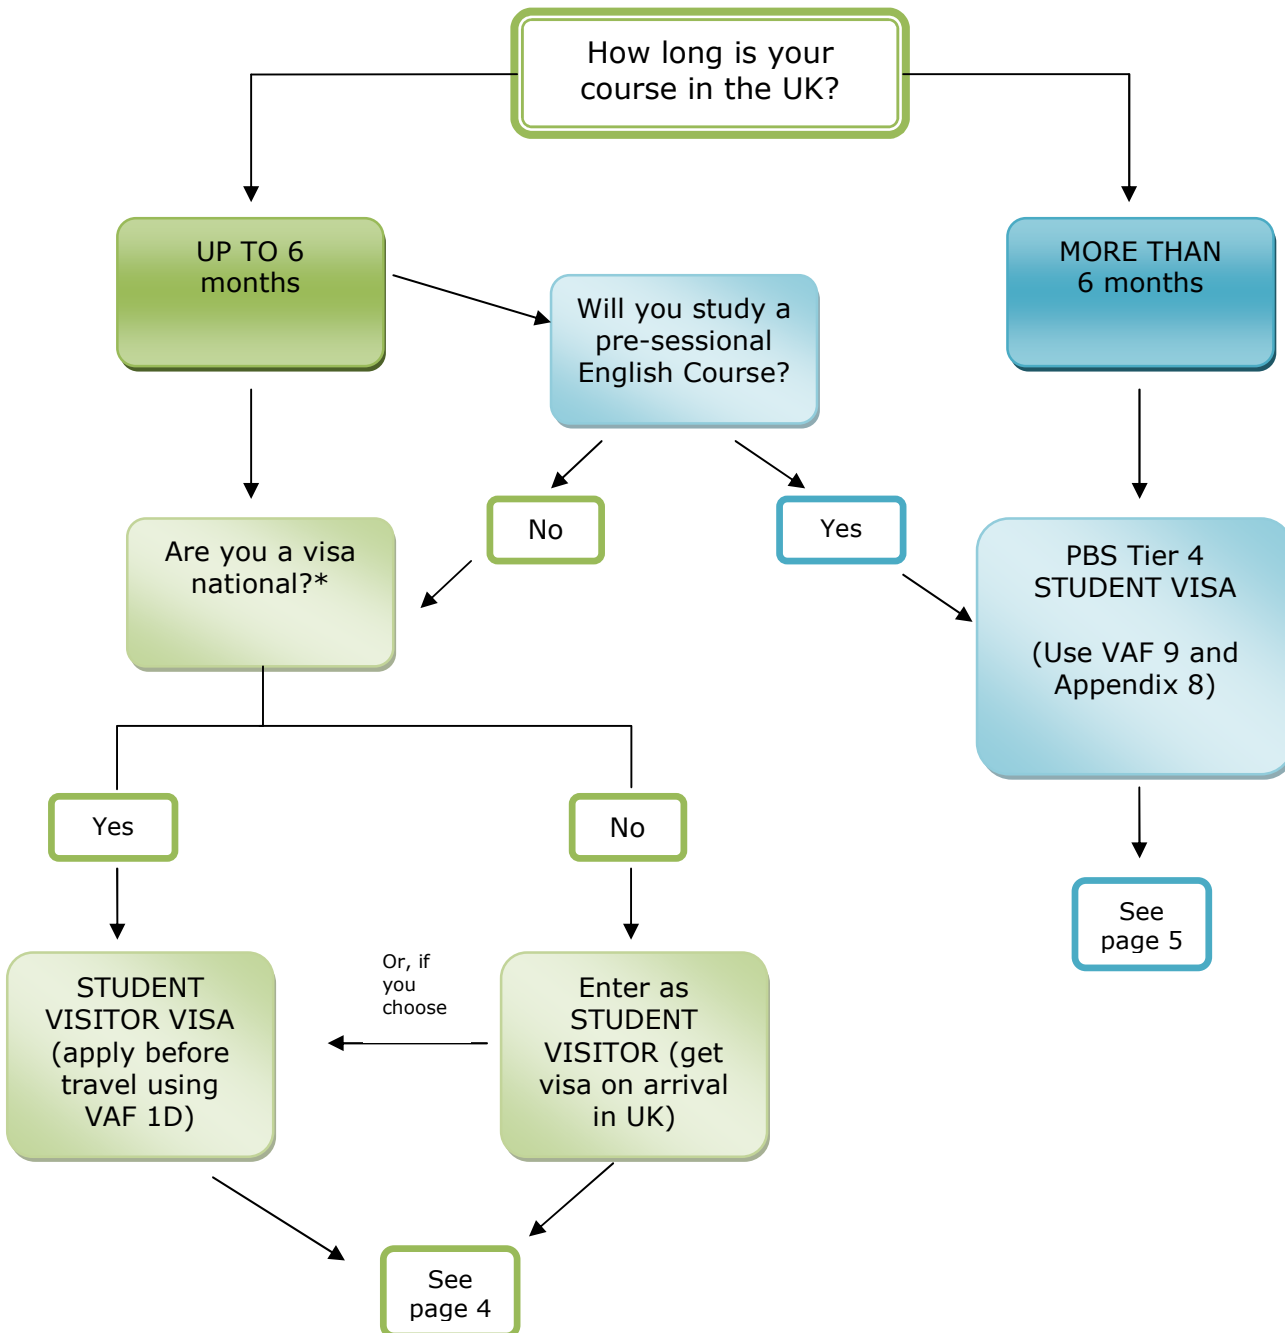 How long is your
course in the UK?
UP TO 6
months
MORE THAN
6 months
Will you study a
pre-sessional
English Course?
No
Yes
Are you a visa
national?*
PBS Tier 4
STUDENT VISA
(Use VAF 9 and
Appendix 8)
Yes
No
See
page 5
STUDENT
VISITOR VISA
(apply before
travel using
VAF 1D)
Or, if
you
choose
Enter as
STUDENT
VISITOR (get
visa on arrival
in UK)
See
page 4